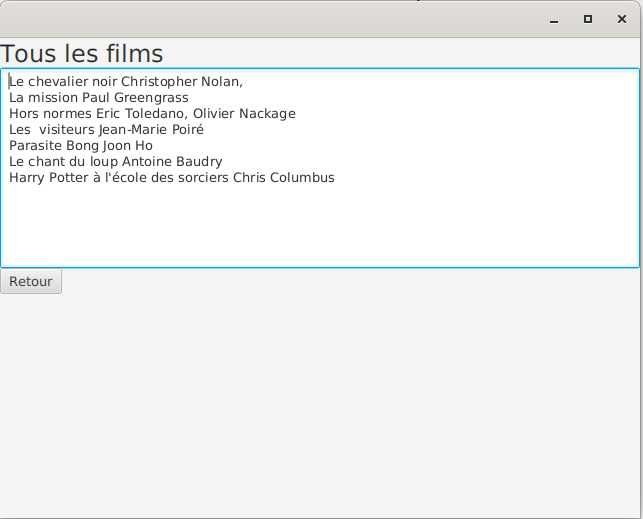 Tous les films
Le chevalier noir Christopher Nolan,
La mission Paul Greengrass
Hors normes Eric Toledano, Olivier Nackage
Les  visiteurs Jean-Marie Poiré
Parasite Bong Joon Ho
Le chant du loup Antoine Baudry
Harry Potter à l'école des sorciers Chris Columbus
Retour